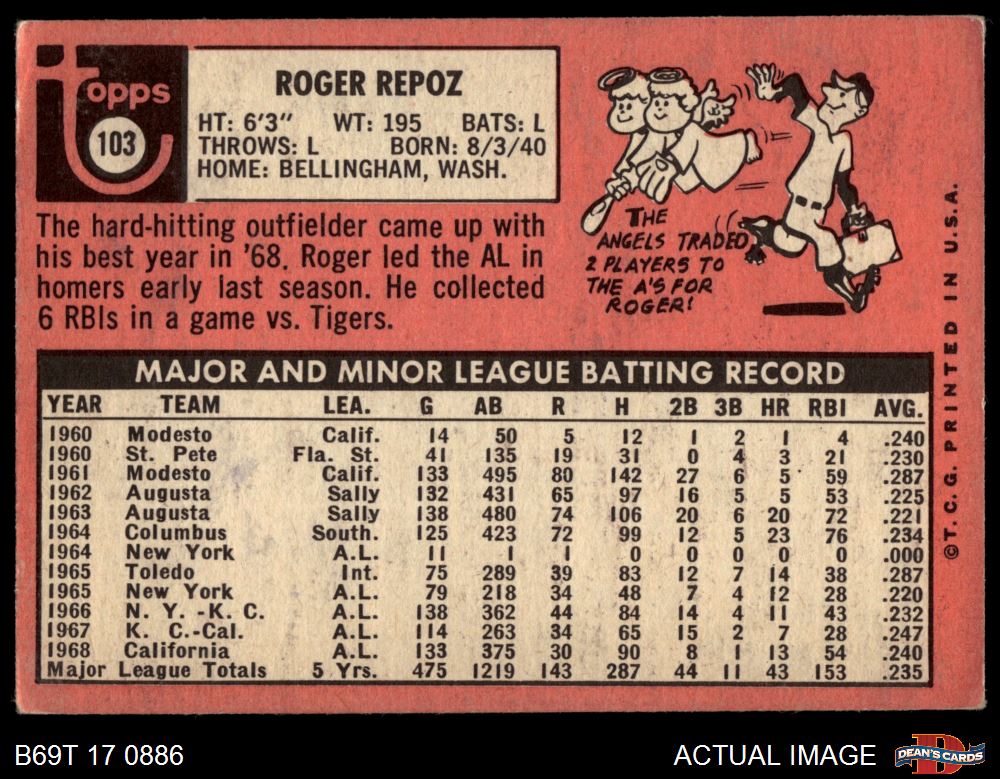 topps
103
ROGER REPOZ
HT: 6'3" WT: 195 BATS: L
THROWS: L BORN: 8/3/40
HOME: BELLINGHAM, WASH.
The hard-hitting outfielder came up with
his best year in '68. Roger led the AL in
homers early last season. He collected
6 RBIs in a game vs. Tigers.
THE
ANGELS TRADED
2 PLAYERS TO
THE A'S FOR
ROGER!
MAJOR AND MINOR LEAGUE BATTING RECORD
YEAR TEAM LEA. G AB R H 2B 3B HR RBI AVG.
1960 Modesto Calif. 14 50 5 12 1 2 1 4 .240
1960 St. Pete Fla. St. 41 135 19 31 0 4 3 21 .230
1961 Modesto Calif. 133 495 80 142 27 6 5 59 .287
1962 Augusta Sally 132 431 65 97 16 5 5 53 .225
1963 Augusta Sally 138 480 74 106 20 6 20 72 .221
1964 Columbus South. 125 423 72 99 12 5 23 76 .234
1964 New York A.L. 11 1 1 0 0 0 0 0 .000
1965 Toledo Int. 75 289 39 83 12 7 14 38 .287
1965 New York A.L. 79 218 34 48 7 4 12 28 .220
1966 N. Y. -K. C. A.L. 138 362 44 84 14 4 11 43 .232
1967 K. C.-Cal. A.L. 114 263 34 65 15 2 7 28 .247
1968 California A.L. 133 375 30 90 8 1 13 54 .240
Major League Totals 5 Yrs. 475 1219 143 287 44 11 43 153 .235
©T.C.G. PRINTED IN U.S.A.
B69T 17 0886
ACTUAL IMAGE
DEAN'S CARDS